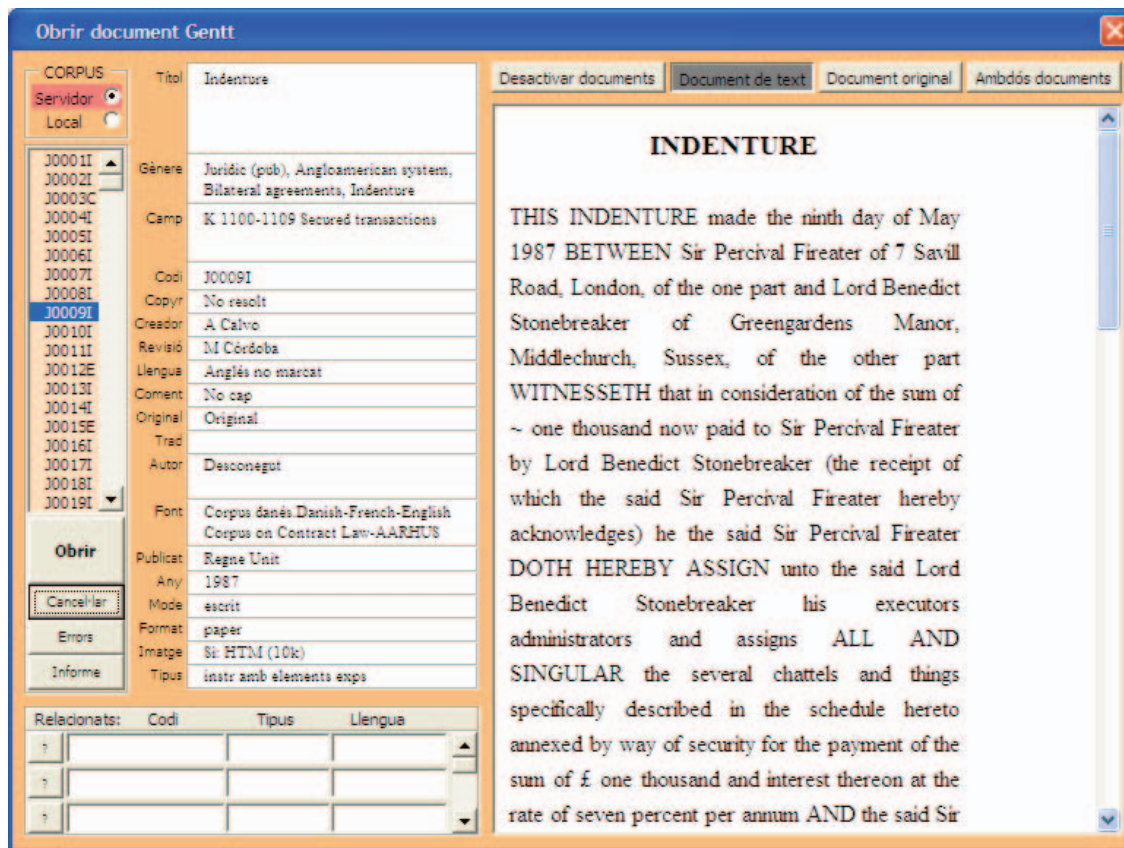 Obrir document Gentt
CORPUS
Servidor
Local
J0001I
J0002I
J0003C
J0004I
J0005I
J0006I
J0007I
J0008I
J0009I
J0010I
J0011I
J0012E
J0013I
J0014I
J0015E
J0016I
J0017I
J0018I
J0019I
Obrir
Cancel·lar
Errors
Informe
Títol Indenture
Gènere Jurídic (pub), Angloamerican system,
Bilateral agreements, Indenture
Camp K 1100-1109 Secured transactions
Codi J0009I
Copyr No resolt
Creador A Calvo
Revisió M Córdoba
Llengua Anglés no marcat
Coment No cap
Original Original
Trad
Autor Desconegut
Font Corpus danés.Danish-French-English
Corpus on Contract Law-AARHUS
Publicat Regne Unit
Any 1987
Mode escrit
Format paper
Imatge Sí: HTM (10k)
Tipus instr amb elements exps
Relacionats: Codi Tipus Llengua
?
?
?
Desactivar documents Document de text Document original Ambdós documents
INDENTURE
THIS INDENTURE made the ninth day of May
1987 BETWEEN Sir Percival Fireater of 7 Savill
Road, London, of the one part and Lord Benedict
Stonebreaker of Greengardens Manor,
Middlechurch, Sussex, of the other part
WITNESSETH that in consideration of the sum of
~ one thousand now paid to Sir Percival Fireater
by Lord Benedict Stonebreaker (the receipt of
which the said Sir Percival Fireater hereby
acknowledges) he the said Sir Percival Fireater
DOTH HEREBY ASSIGN unto the said Lord
Benedict Stonebreaker his executors
administrators and assigns ALL AND
SINGULAR the several chattels and things
specifically described in the schedule hereto
annexed by way of security for the payment of the
sum of £ one thousand and interest thereon at the
rate of seven percent per annum AND the said Sir